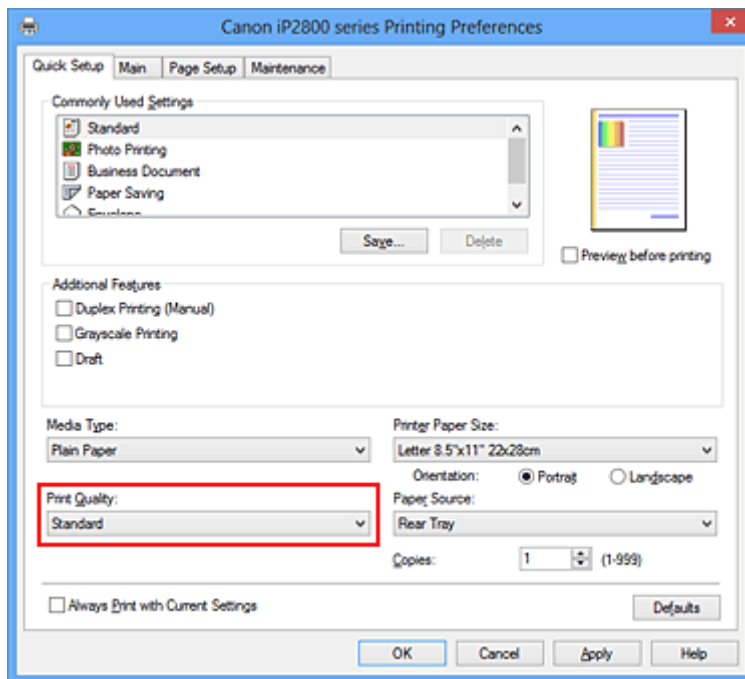 Canon iP2800 series Printing Preferences
Quick Setup Main Page Setup Maintenance
Commonly Used Settings
Standard
Photo Printing
Business Document
Paper Saving
Envelope
Save... Delete
Preview before printing
Addtional Features
Duplex Printing (Manual)
Grayscale Printing
Draft
Media Type: Printer Paper Size:
Plain Paper Letter 8.5"x11" 22x28cm
Orientation: Portrait Landscape
Print Quality: Paper Source:
Standard Rear Tray
Copies: 1 (1-999)
Always Print with Current Settings Defaults
OK Cancel Apply Help